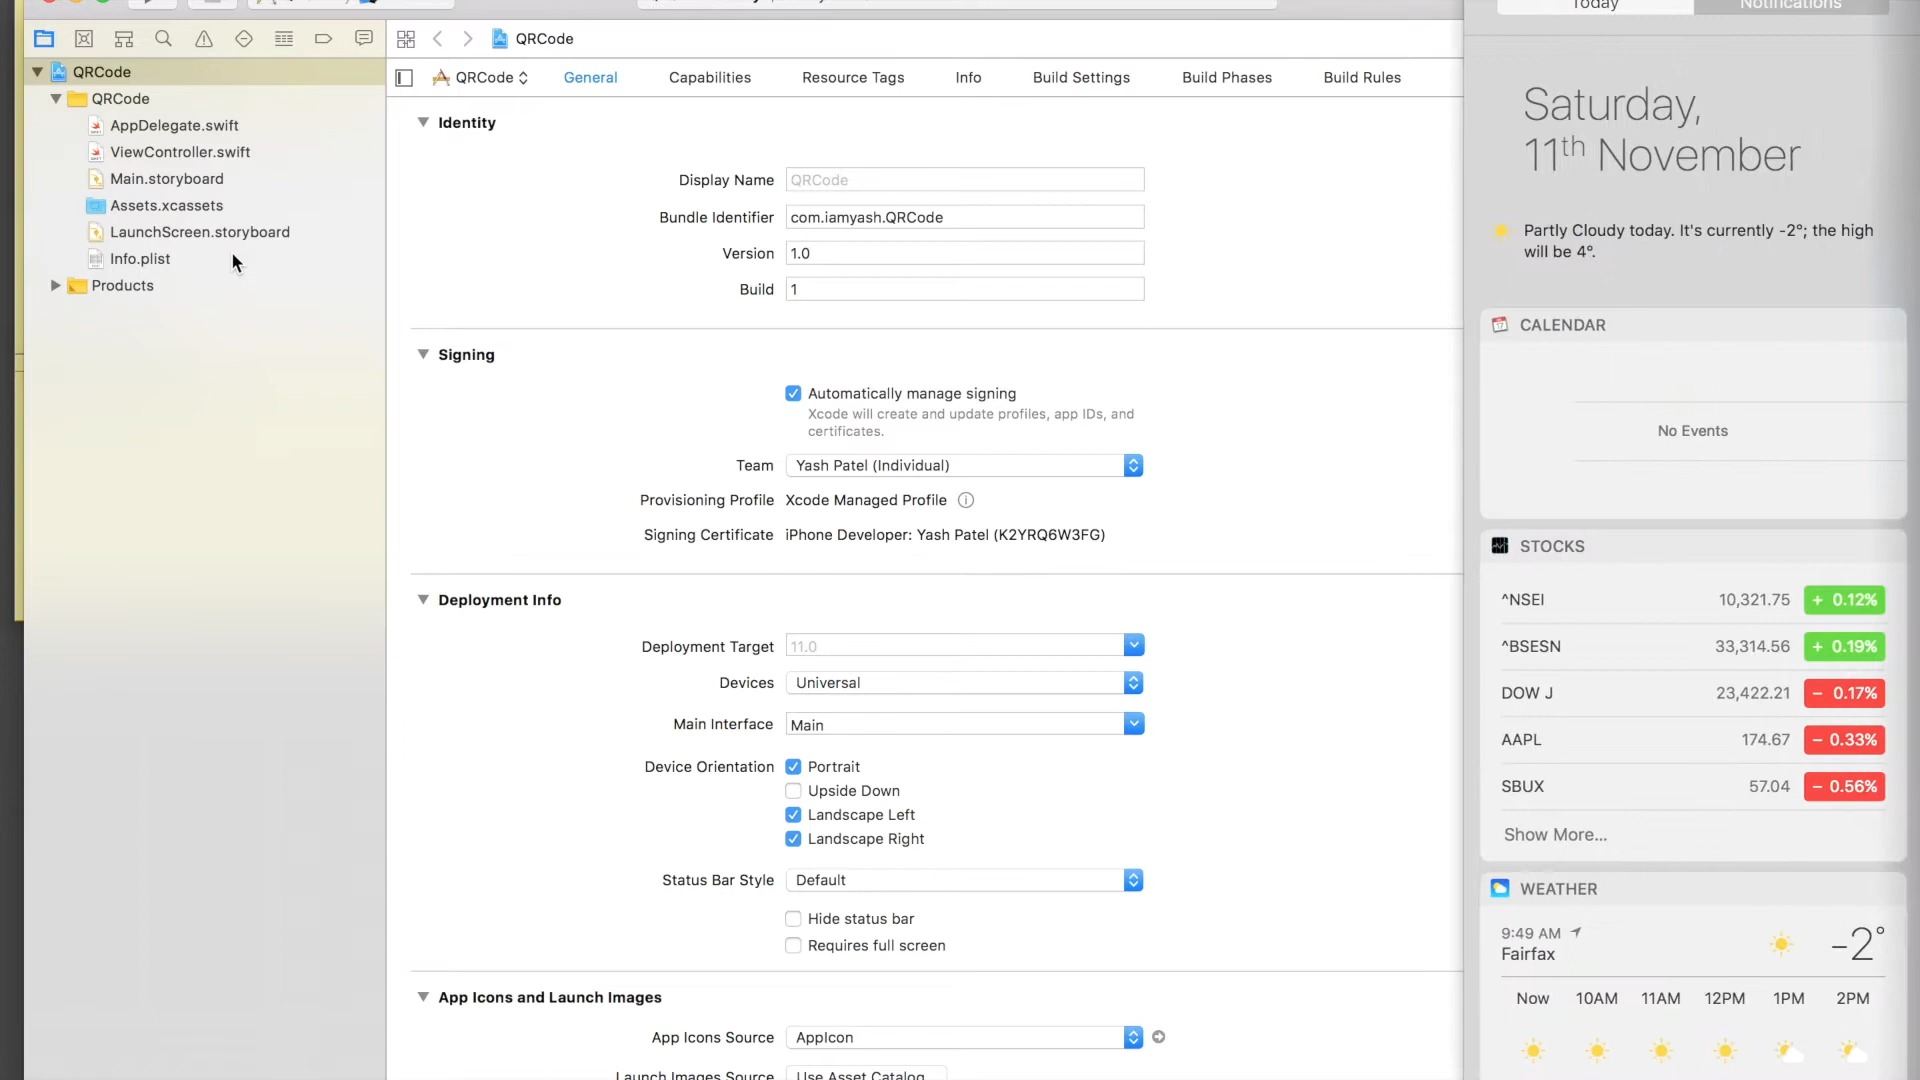 QRCode
QRCode
AppDelegate.swift
ViewController.swift
Main.storyboard
Assets.xcassets
LaunchScreen.storyboard
Info.plist
Products
QRCode
QRCode General Capabilities Resource Tags Info Build Settings Build Phases Build Rules
Identity
Display Name QRCode
Bundle Identifier com.iamyash.QRCode
Version 1.0
Build 1
Signing
Automatically manage signing
Xcode will create and update profiles, app IDs, and
certificates.
Team Yash Patel (Individual)
Provisioning Profile Xcode Managed Profile
Signing Certificate iPhone Developer: Yash Patel (K2YRQ6W3FG)
Deployment Info
Deployment Target 11.0
Devices Universal
Main Interface Main
Device Orientation Portrait
Upside Down
Landscape Left
Landscape Right
Status Bar Style Default
Hide status bar
Requires full screen
App Icons and Launch Images
App Icons Source AppIcon
Launch Images Source Use Asset Catalog
Today Notifications
Saturday,
11th November
Partly Cloudy today. It's currently -2°; the high
will be 4°.
CALENDAR
No Events
STOCKS
^NSEI 10,321.75 + 0.12%
^BSESN 33,314.56 + 0.19%
DOW J 23,422.21 − 0.17%
AAPL 174.67 − 0.33%
SBUX 57.04 − 0.56%
Show More...
WEATHER
9:49 AM
Fairfax −2°
Now 10AM 11AM 12PM 1PM 2PM